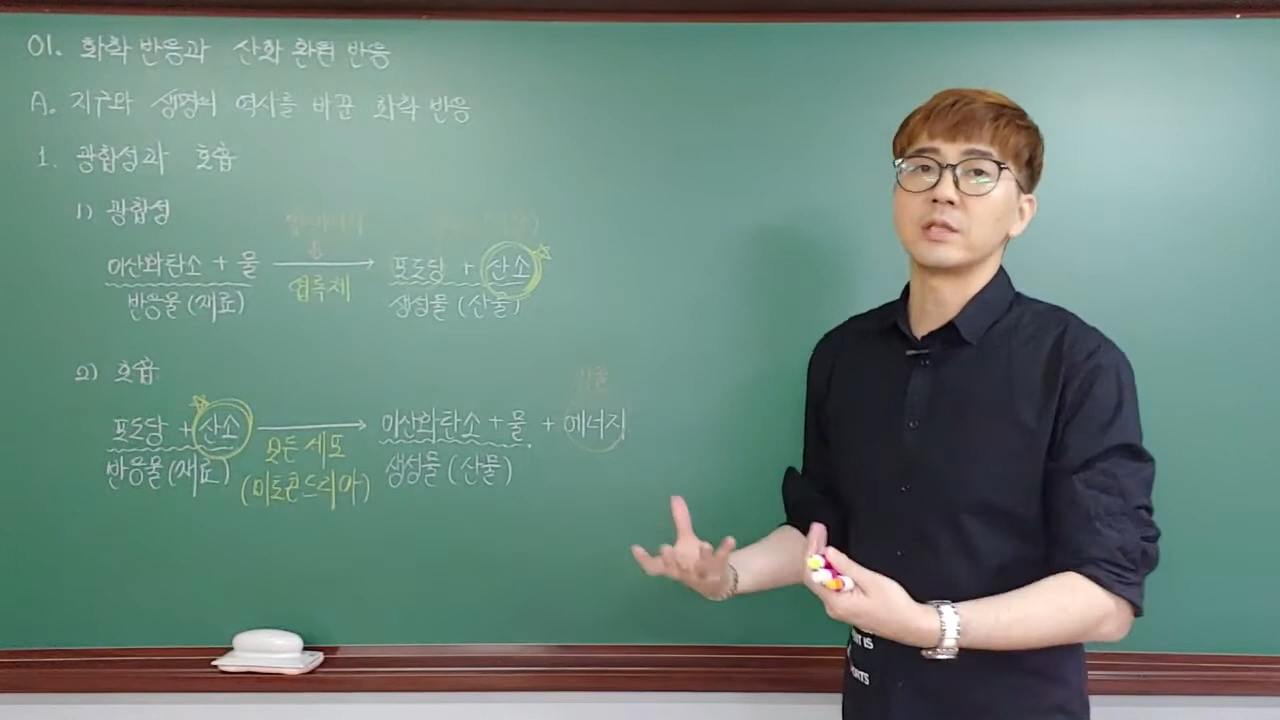 01. 화학 반응과 산화 환원 반응
A. 지구와 생명의 역사를 바꾼 화학 반응
1. 광합성과 호흡
1) 광합성
이산화탄소 + 물 → 포도당 + 산소
엽록체
반응물 (재료) 생성물 (산물)
2) 호흡
포도당 + 산소 → 이산화탄소 + 물 + 에너지
모든 세포
반응물 (재료) 생성물 (산물)
(미토콘드리아)